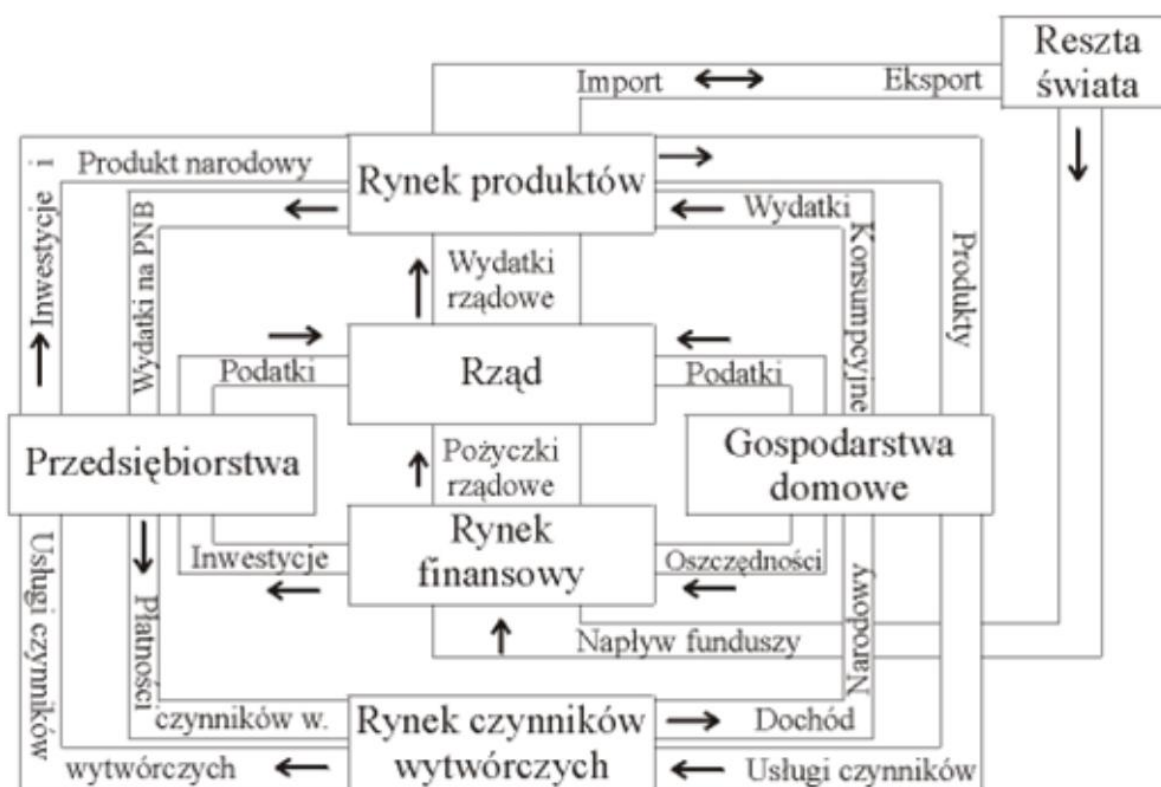 Reszta
świata
Import
Eksport
Produkt narodowy
i
Inwestycje
Rynek produktów
Wydatki
Konsumpcyjne
Produkty
Wydatki na PNB
Wydatki
rządowe
Podatki
Rząd
Podatki
Przedsiębiorstwa
Gospodarstwa
domowe
Pożyczki
rządowe
Rynek
finansowy
Inwestycje
Oszczędności
Napływ funduszy
Usługi czynników
Płatności
Narodowy
czynników w.
Rynek czynników
wytwórczych
Dochód
wytwórczych
Usługi czynników